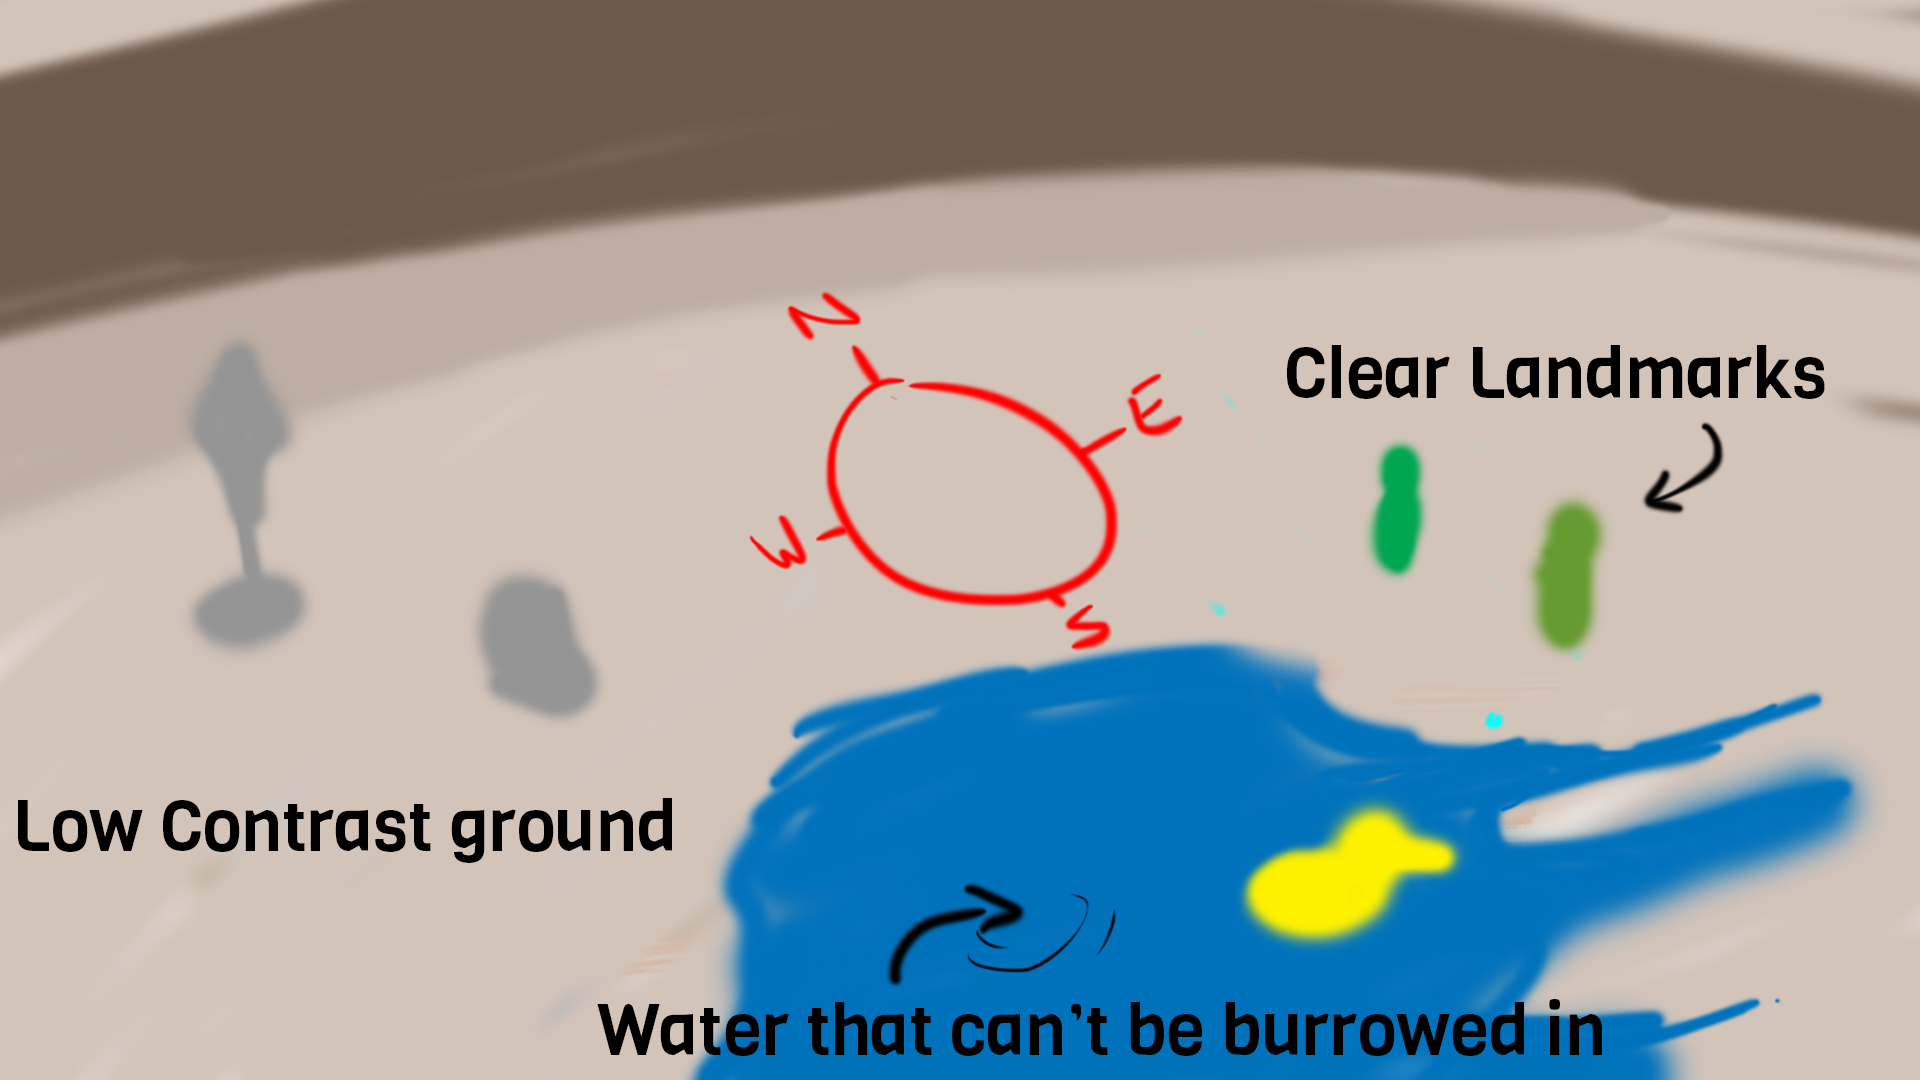 N
E
Clear Landmarks
W
S
Low Contrast ground
Water that can't be burrowed in